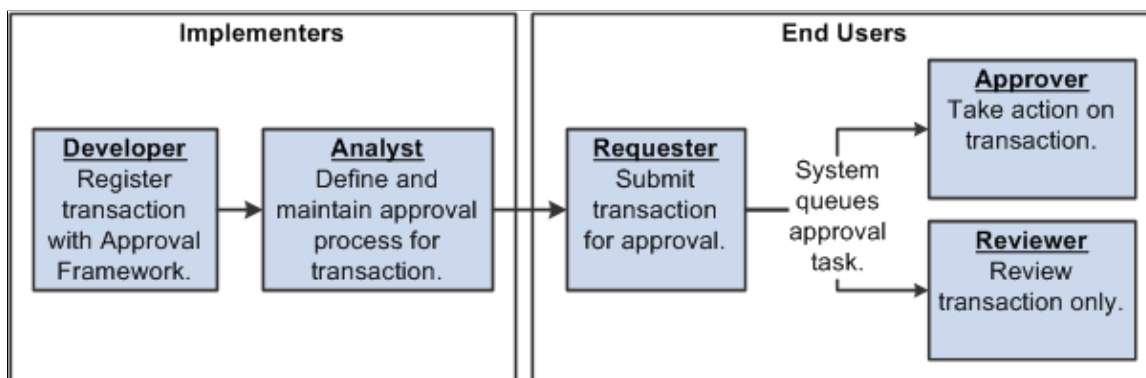 Implementers
Developer
Register
transaction
with Approval
Framework.
Analyst
Define and
maintain approval
process for
transaction.
End Users
Requester
Submit
transaction
for approval.
System
queues
approval
task.
Approver
Take action on
transaction.
Reviewer
Review
transaction only.